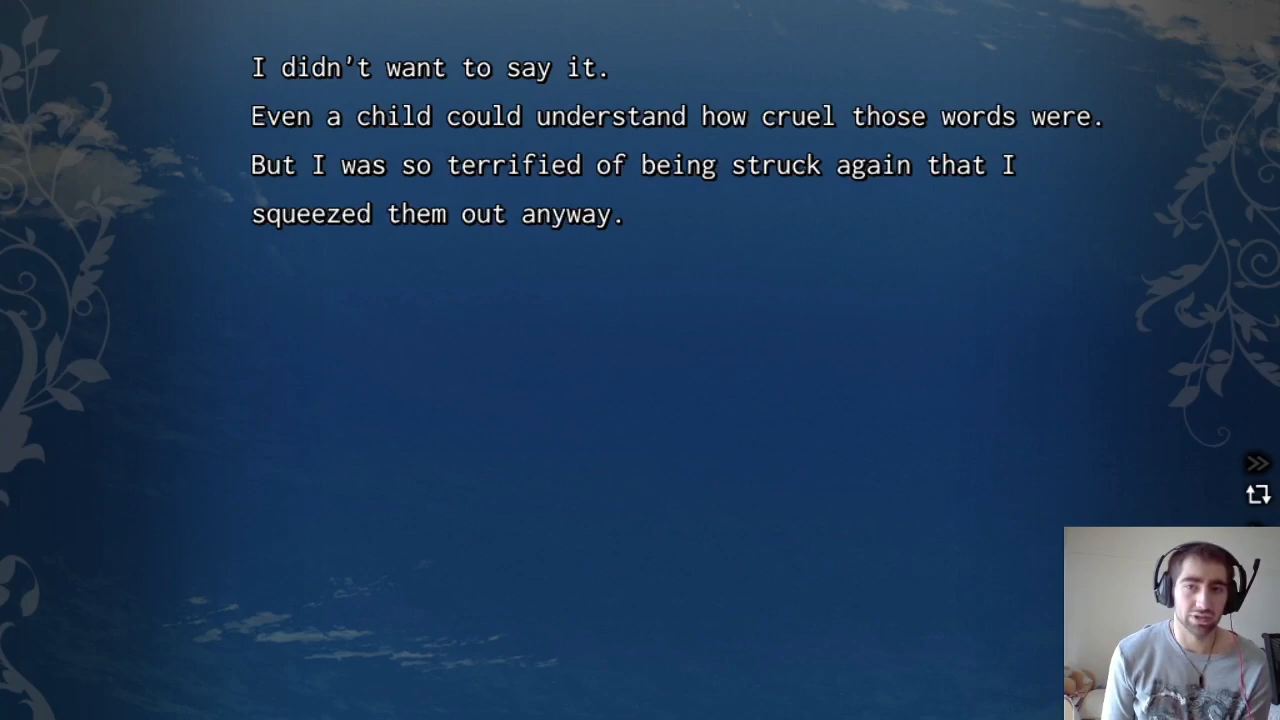 I didn't want to say it.
Even a child could understand how cruel those words were.
But I was so terrified of being struck again that I
squeezed them out anyway.